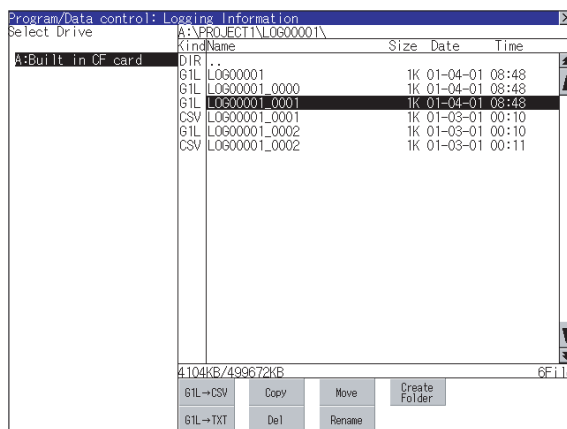 Program/Data control: Logging Information
Select Drive
A:\PROJECT1\LOG00001\
Kind Name Size Date Time
A:Built in CF card
DIR ..
G1L LOG00001 1K 01-04-01 08:48
G1L LOG00001_0000 1K 01-04-01 08:48
G1L LOG00001_0001 1K 01-04-01 08:48
CSV LOG00001_0001 1K 01-03-01 00:10
G1L LOG00001_0002 1K 01-03-01 00:10
CSV LOG00001_0002 1K 01-03-01 00:11
4104KB/499672KB 6Fil
G1L→CSV Copy Move Create Folder
G1L→TXT Del Rename